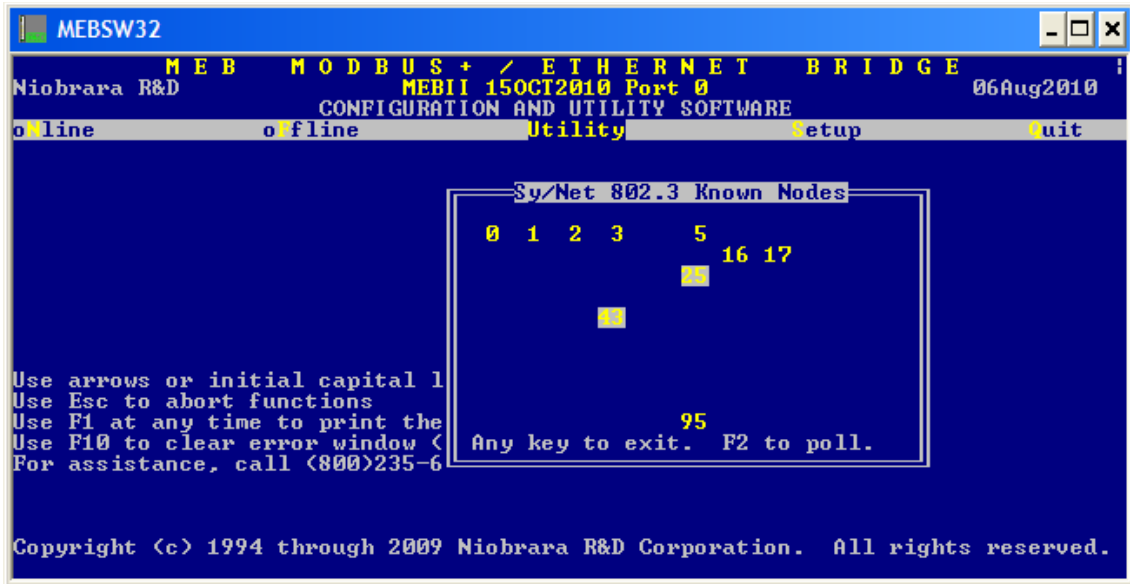 MEBSW32
MEB MODBUS+ / ETHERNET BRIDGE
Niobrara R&D MEBII 15OCT2010 Port 0 06Aug2010
CONFIGURATION AND UTILITY SOFTWARE
oNline oFfline Utility Setup Quit
Sy/Net 802.3 Known Nodes
0 1 2 3 5
16 17
25
43
Use arrows or initial capital l
Use Esc to abort functions
Use F1 at any time to print the
95
Use F10 to clear error window <
Any key to exit. F2 to poll.
For assistance, call (800)235-6
Copyright (c) 1994 through 2009 Niobrara R&D Corporation. All rights reserved.